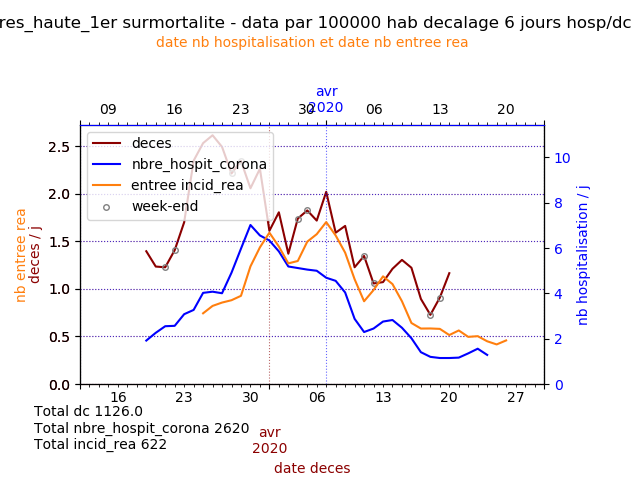 res_haute_1er surmortalite - data par 100000 hab decalage 6 jours hosp/dc
date nb hospitalisation et date nb entree rea
avr
2020
09 16 23 30 06 13 20
deces
nbre_hospit_corona
entree incid_rea
week-end
nb entree rea
deces / j
2.5
2.0
1.5
1.0
0.5
0.0
10
8
6
4
2
0
nb hospitalisation / j
16 23 30 06 13 20 27
Total dc 1126.0
Total nbre_hospit_corona 2620
Total incid_rea 622
avr
2020
date deces